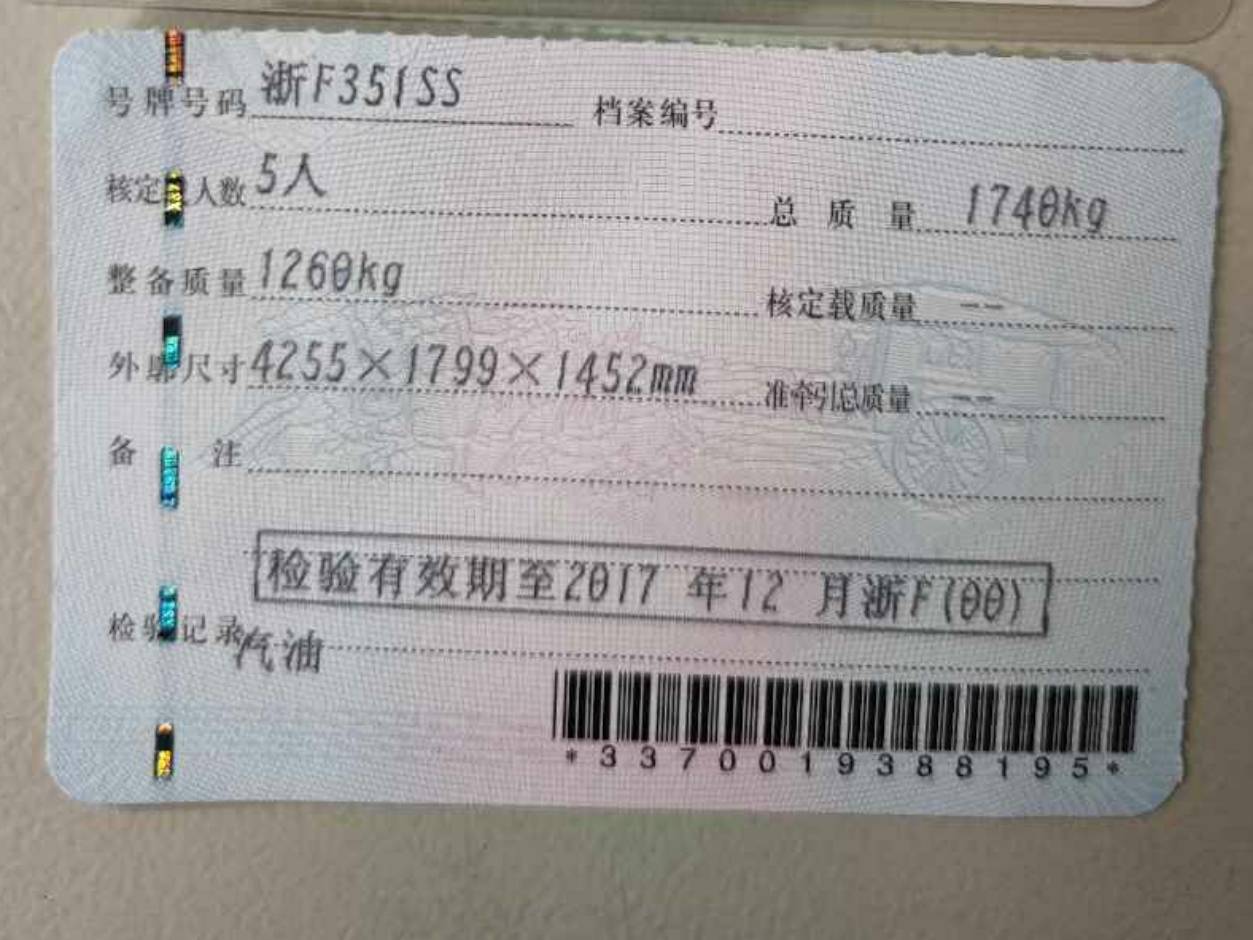 号牌号码 浙F351SS 档案编号
核定载人数 5人 总质量 1740kg
整备质量 1260kg 核定载质量 --
外廓尺寸 4255×1799×1452mm 准牵引总质量 --
备注
检验有效期至2017年12月浙F(00)
检验记录 汽油
*3370019388195*